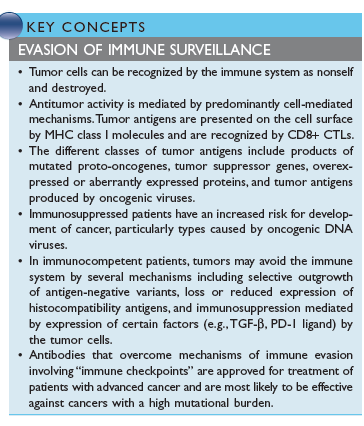 KEY CONCEPTS
EVASION OF IMMUNE SURVEILLANCE
• Tumor cells can be recognized by the immune system as nonself
and destroyed.
• Antitumor activity is mediated by predominantly cell-mediated
mechanisms. Tumor antigens are presented on the cell surface
by MHC class I molecules and are recognized by CD8+ CTLs.
• The different classes of tumor antigens include products of
mutated proto-oncogenes, tumor suppressor genes, overex-
pressed or aberrantly expressed proteins, and tumor antigens
produced by oncogenic viruses.
• Immunosuppressed patients have an increased risk for develop-
ment of cancer, particularly types caused by oncogenic DNA
viruses.
• In immunocompetent patients, tumors may avoid the immune
system by several mechanisms including selective outgrowth
of antigen-negative variants, loss or reduced expression of
histocompatibility antigens, and immunosuppression mediated
by expression of certain factors (e.g., TGF-β, PD-1 ligand) by
the tumor cells.
• Antibodies that overcome mechanisms of immune evasion
involving “immune checkpoints” are approved for treatment of
patients with advanced cancer and are most likely to be effective
against cancers with a high mutational burden.